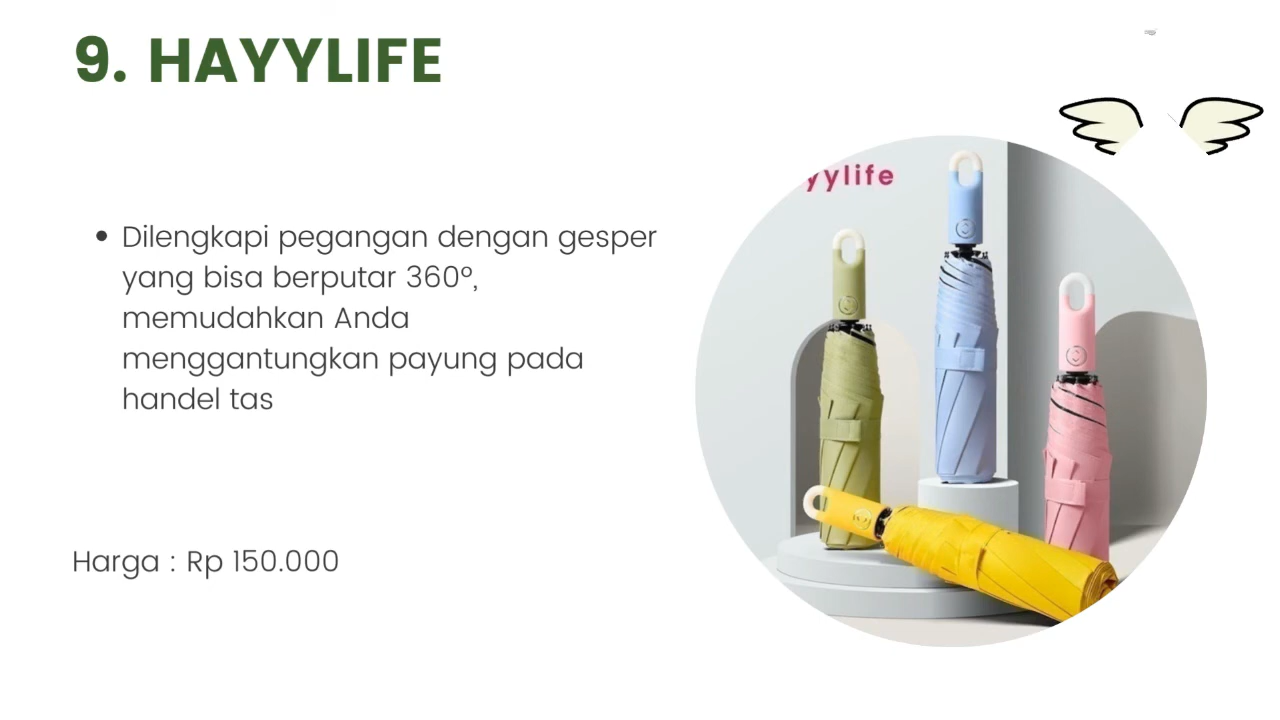 9. HAYYLIFE
yylife
Dilengkapi pegangan dengan gesper
yang bisa berputar 360°,
memudahkan Anda
menggantungkan payung pada
handel tas
Harga : Rp 150.000